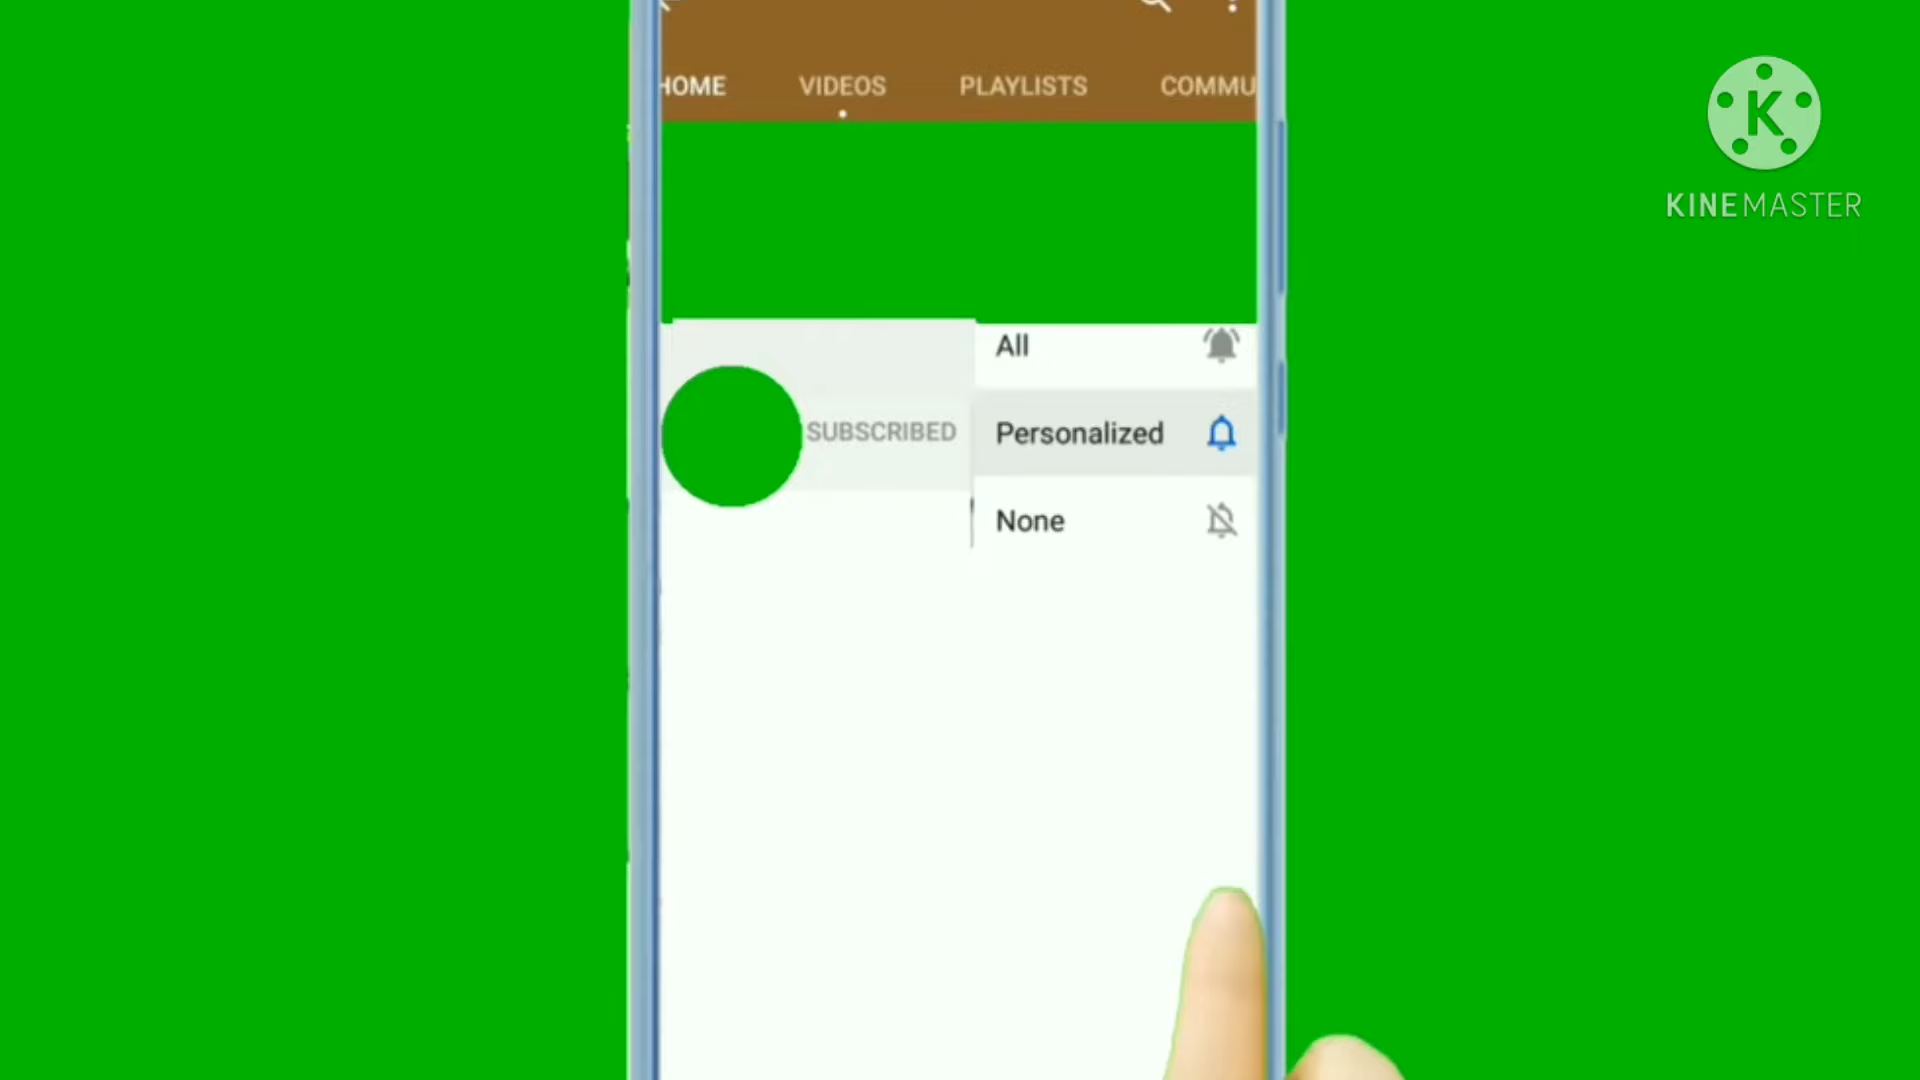 HOME VIDEOS PLAYLISTS COMMU
K
KINEMASTER
All
SUBSCRIBED
Personalized
None